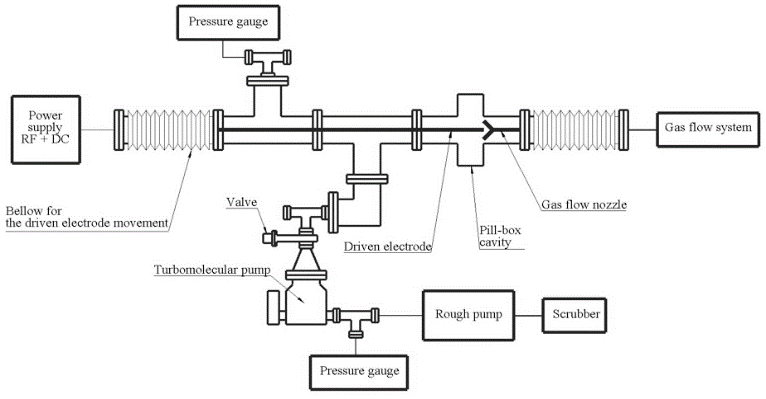 Pressure gauge
Power
supply
RF + DC
Gas flow system
Bellow for
the driven electrode movement
Valve
Driven electrode
Pill-box
cavity
Gas flow nozzle
Turbomolecular pump
Rough pump
Scrubber
Pressure gauge